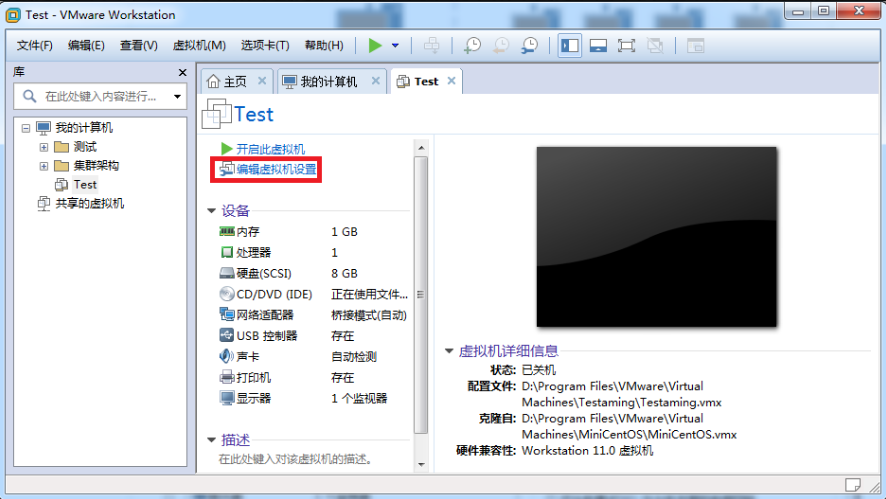 Test - VMware Workstation
文件(F) 编辑(E) 查看(V) 虚拟机(M) 选项卡(T) 帮助(H)
库
在此处键入内容进行...
我的计算机
测试
集群架构
Test
共享的虚拟机
主页 我的计算机 Test
Test
开启此虚拟机
编辑虚拟机设置
设备
内存 1 GB
处理器 1
硬盘(SCSI) 8 GB
CD/DVD (IDE) 正在使用文件...
网络适配器 桥接模式(自动)
USB 控制器 存在
声卡 自动检测
打印机 存在
显示器 1 个监视器
描述
在此处键入对该虚拟机的描述。
虚拟机详细信息
状态: 已关机
配置文件: D:\Program Files\VMware\Virtual
Machines\Testaming\Testaming.vmx
克隆自: D:\Program Files\VMware\Virtual
Machines\MiniCentOS\MiniCentOS.vmx
硬件兼容性: Workstation 11.0 虚拟机